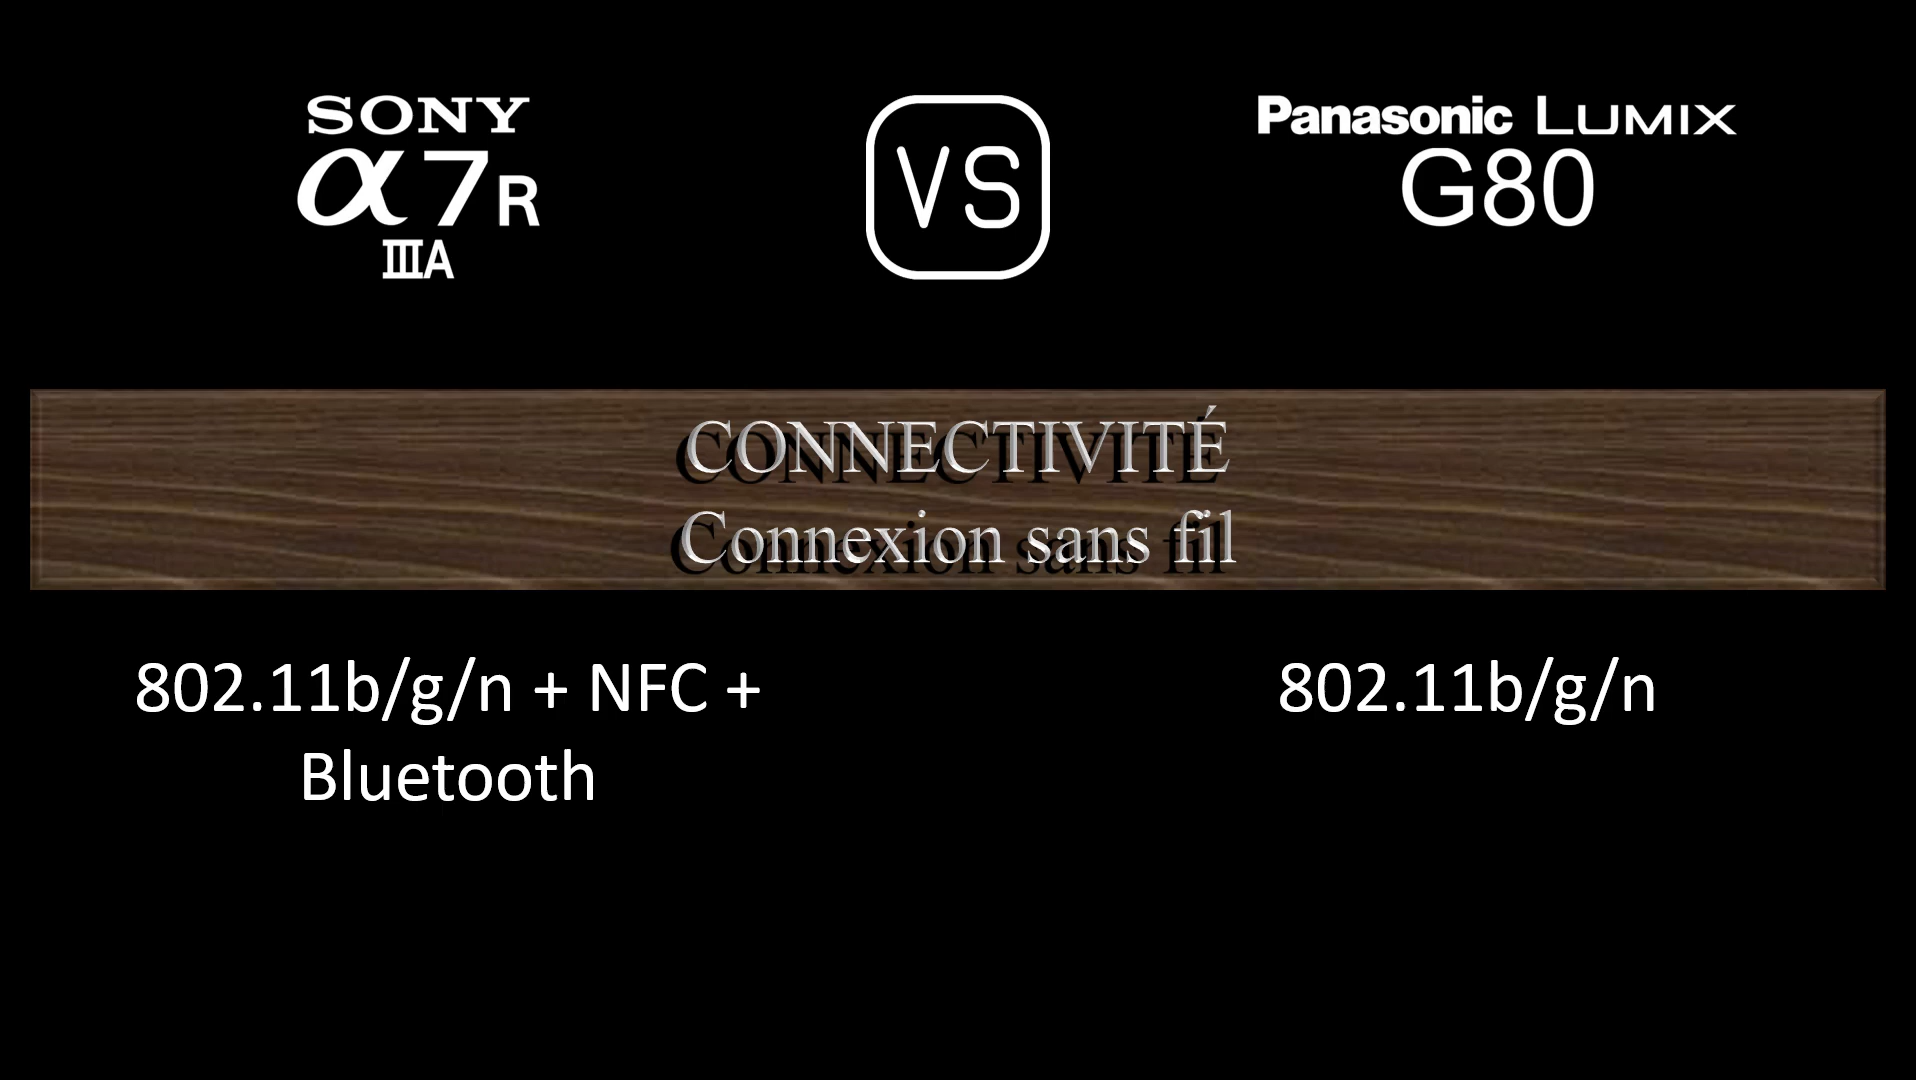 SONY
α7R
IIIA
VS
Panasonic LUMIX
G80
CONNECTIVITÉ
Connexion sans fil
802.11b/g/n + NFC +
Bluetooth
802.11b/g/n